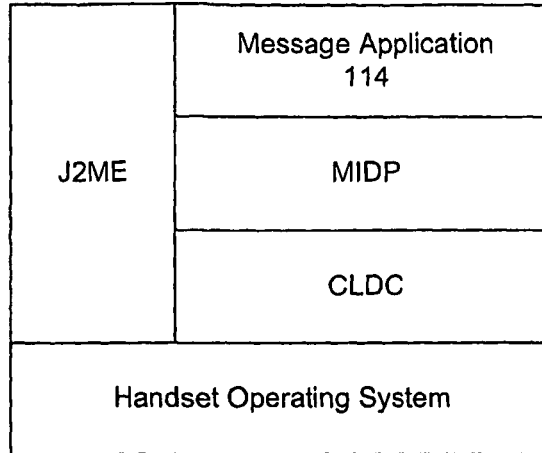 Message Application
114
J2ME
MIDP
CLDC
Handset Operating System